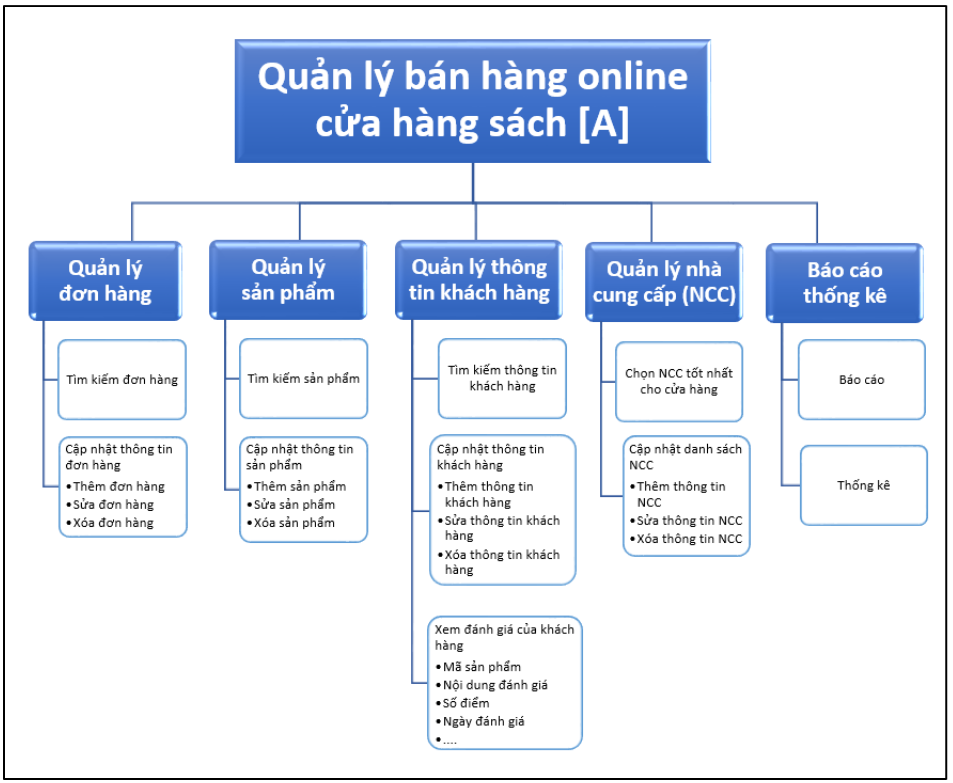 Quản lý bán hàng online
cửa hàng sách [A]
Quản lý
đơn hàng
Tìm kiếm đơn hàng
Cập nhật thông tin
đơn hàng
•Thêm đơn hàng
•Sửa đơn hàng
•Xóa đơn hàng
Quản lý
sản phẩm
Tìm kiếm sản phẩm
Cập nhật thông tin
sản phẩm
•Thêm sản phẩm
•Sửa sản phẩm
•Xóa sản phẩm
Quản lý thông
tin khách hàng
Tìm kiếm thông tin
khách hàng
Cập nhật thông tin
khách hàng
•Thêm thông tin
khách hàng
•Sửa thông tin khách
hàng
•Xóa thông tin khách
hàng
Xem đánh giá của khách
hàng
•Mã sản phẩm
•Nội dung đánh giá
•Số điểm
•Ngày đánh giá
•....
Quản lý nhà
cung cấp (NCC)
Chọn NCC tốt nhất
cho cửa hàng
Cập nhật danh sách
NCC
•Thêm thông tin
NCC
•Sửa thông tin NCC
•Xóa thông tin NCC
Báo cáo
thống kê
Báo cáo
Thống kê